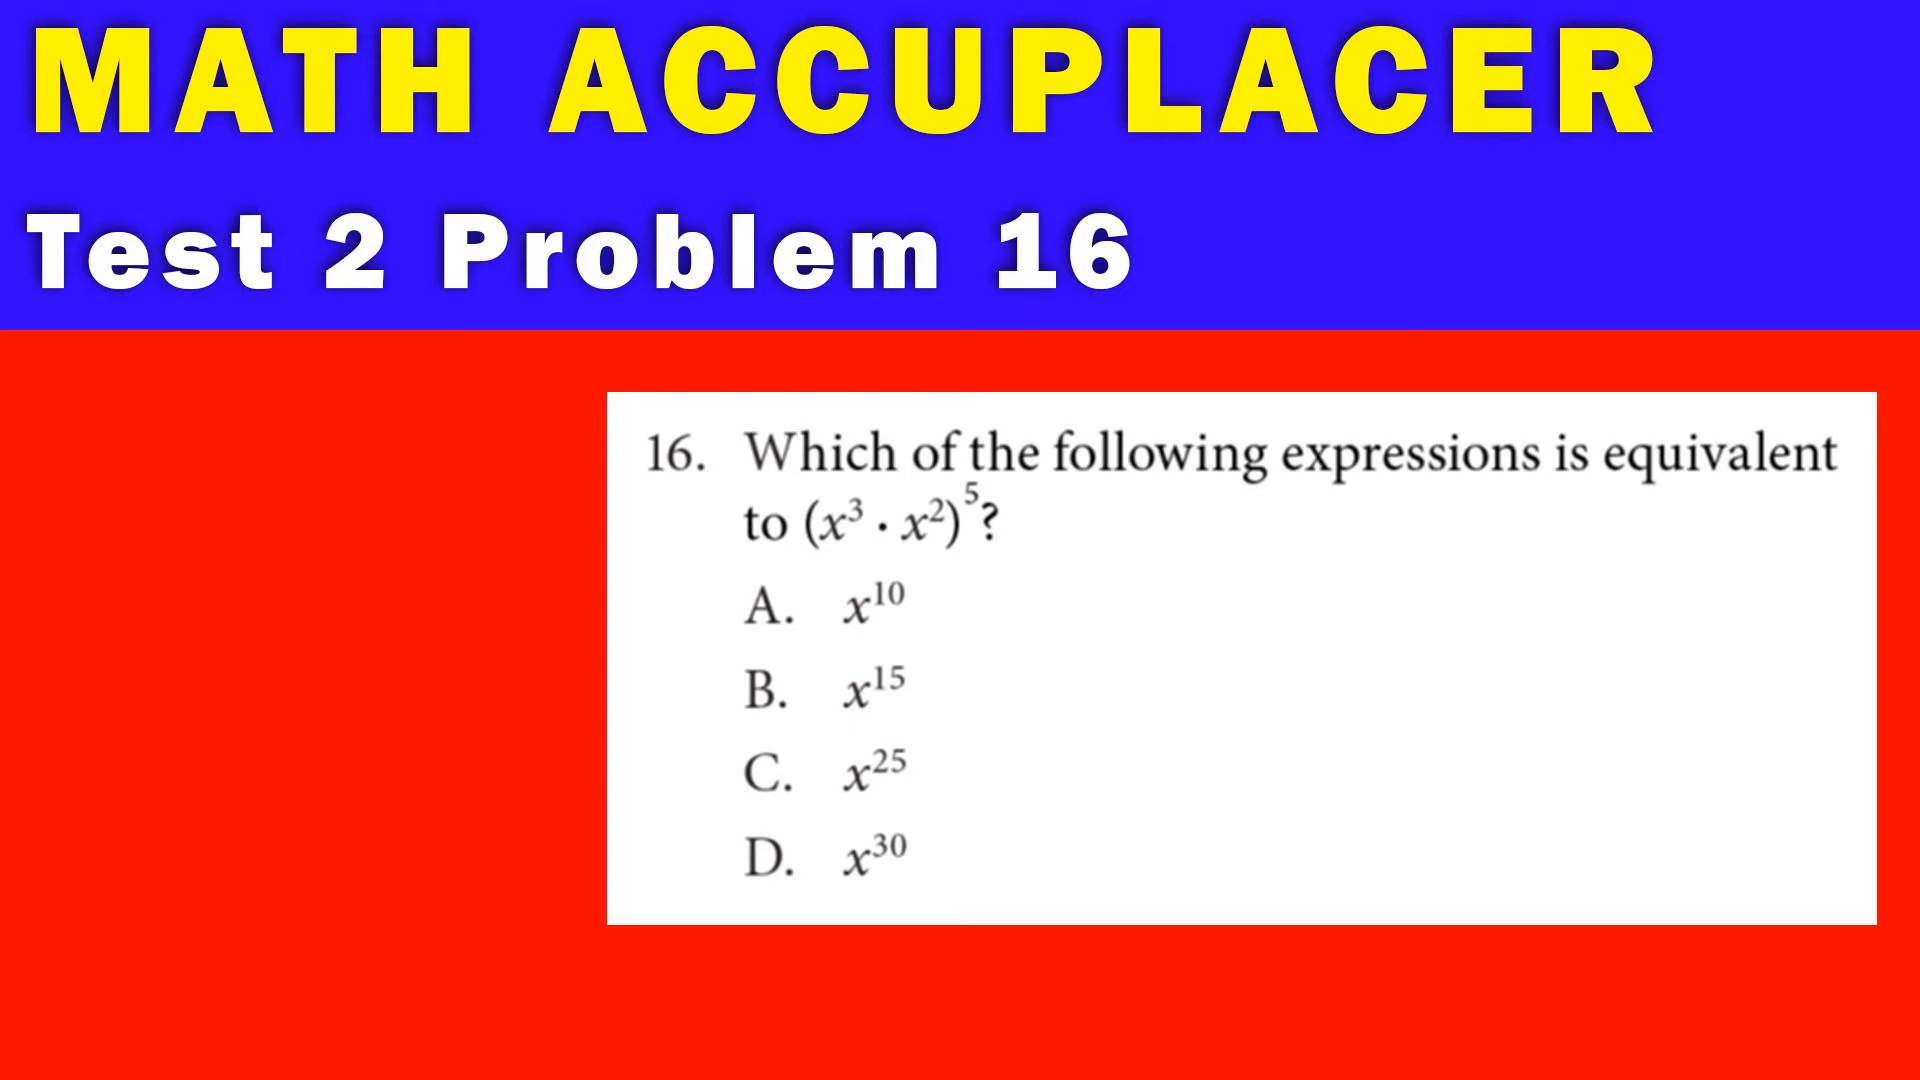 MATH ACCUPLACER
Test 2 Problem 16
16. Which of the following expressions is equivalent
to (x³ · x²)⁵?
A. x¹⁰
B. x¹⁵
C. x²⁵
D. x³⁰